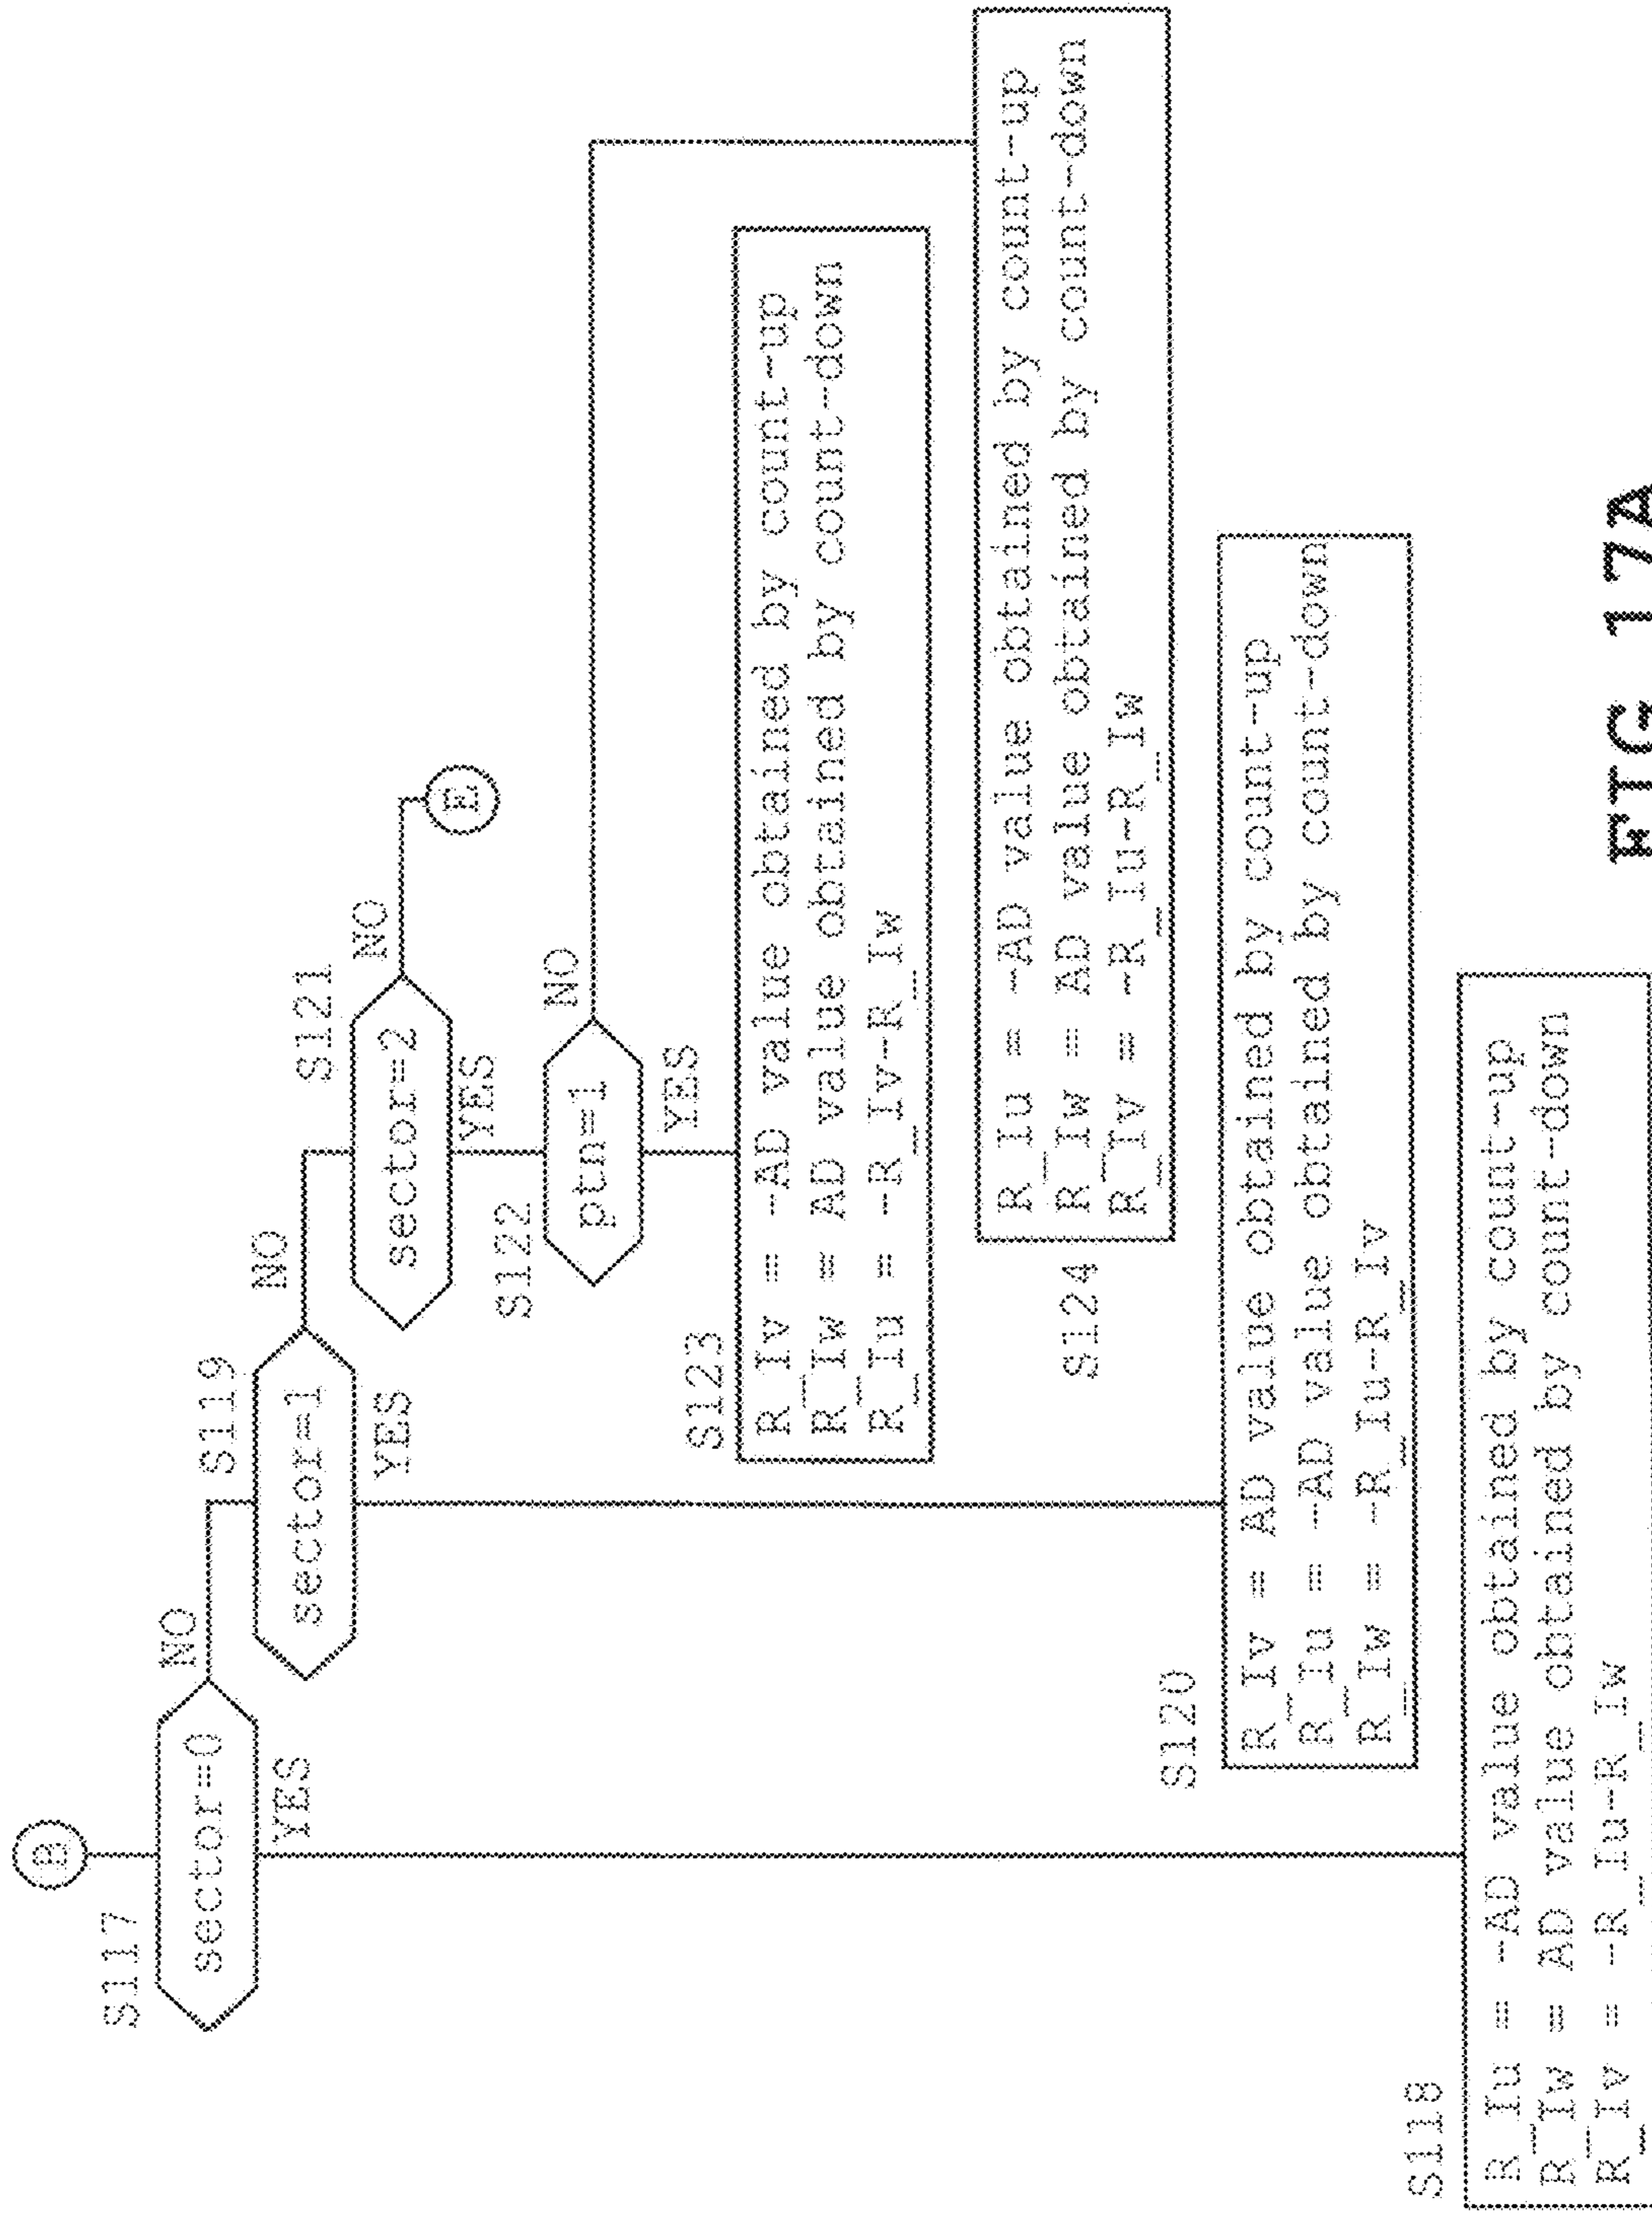 B
S117
sector=0
NO
YES
S119
sector=1
NO
YES
S121
sector=2
NO
E
YES
S122
ptn=1
NO
YES
S123
R_Iv = -AD value obtained by count-up
R_Iw = AD value obtained by count-down
R_Iu = -R_Iv-R_Iw
S124
R_Iu = -AD value obtained by count-up
R_Iw = AD value obtained by count-down
R_Iv = -R_Iu-R_Iw
S120
R_Iv = AD value obtained by count-up
R_Iu = -AD value obtained by count-down
R_Iw = -R_Iu-R_Iv
S118
R_Iu = -AD value obtained by count-up
R_Iw = AD value obtained by count-down
R_Iv = -R_Iu-R_Iw
FIG 17A